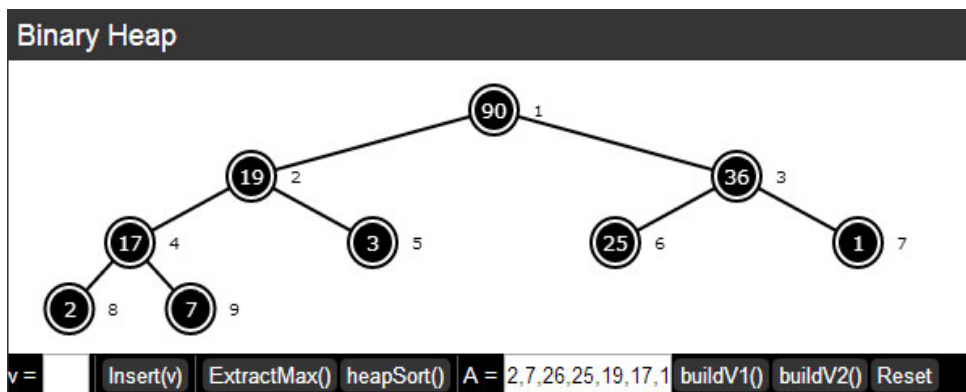 Binary Heap
90 1
19 2 36 3
17 4 3 5 25 6 1 7
2 8 7 9
v = Insert(v) ExtractMax() heapSort() A = 2,7,26,25,19,17,1 buildV1() buildV2() Reset